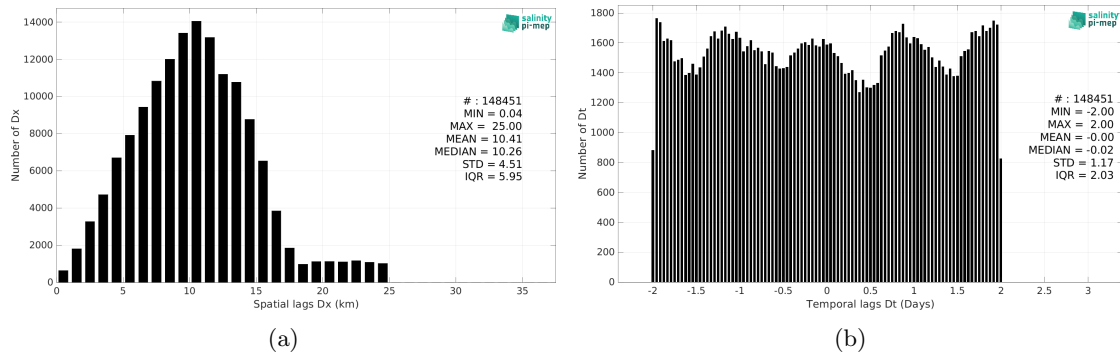 14000
12000
10000
8000
6000
4000
2000
0
Number of Dx
0 5 10 15 20 25 30 35
Spatial lags Dx (km)
salinity
pi-mep
# : 148451
MIN = 0.04
MAX = 25.00
MEAN = 10.41
MEDIAN = 10.26
STD = 4.51
IQR = 5.95
(a)
1800
1600
1400
1200
1000
800
600
400
200
0
Number of Dt
-2 -1.5 -1 -0.5 0 0.5 1 1.5 2 2.5 3
Temporal lags Dt (Days)
salinity
pi-mep
# : 148451
MIN = -2.00
MAX = 2.00
MEAN = -0.00
MEDIAN = -0.02
STD = 1.17
IQR = 2.03
(b)